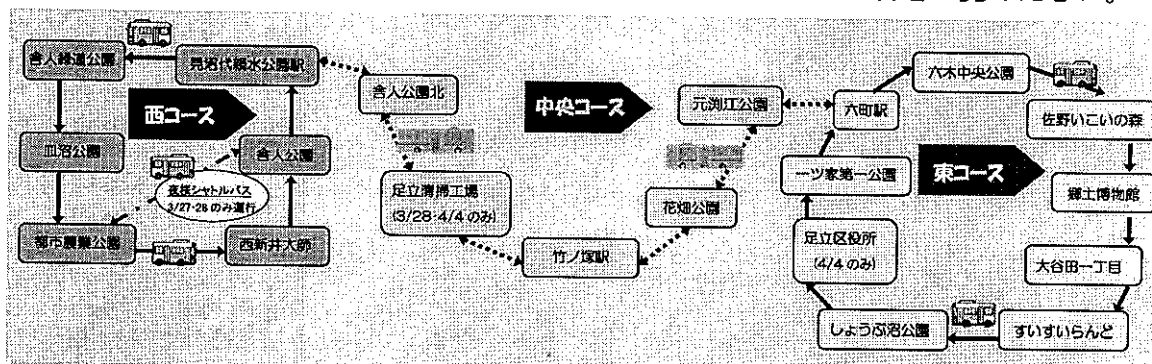 舎人緑道公園
見沼代親水公園駅
西コース
皿沼公園
舎人公園
夜桜シャトルバス
3/27・28のみ運行
都市農業公園
西新井大師
舎人公園北
足立清掃工場
(3/28・4/4のみ)
竹ノ塚駅
中央コース
元渕江公園
花畑公園
六町駅
六木中央公園
佐野いこいの森
一ツ家第一公園
東コース
郷土博物館
足立区役所
(4/4のみ)
大谷田一丁目
しょうぶ沼公園
すいすいらんど